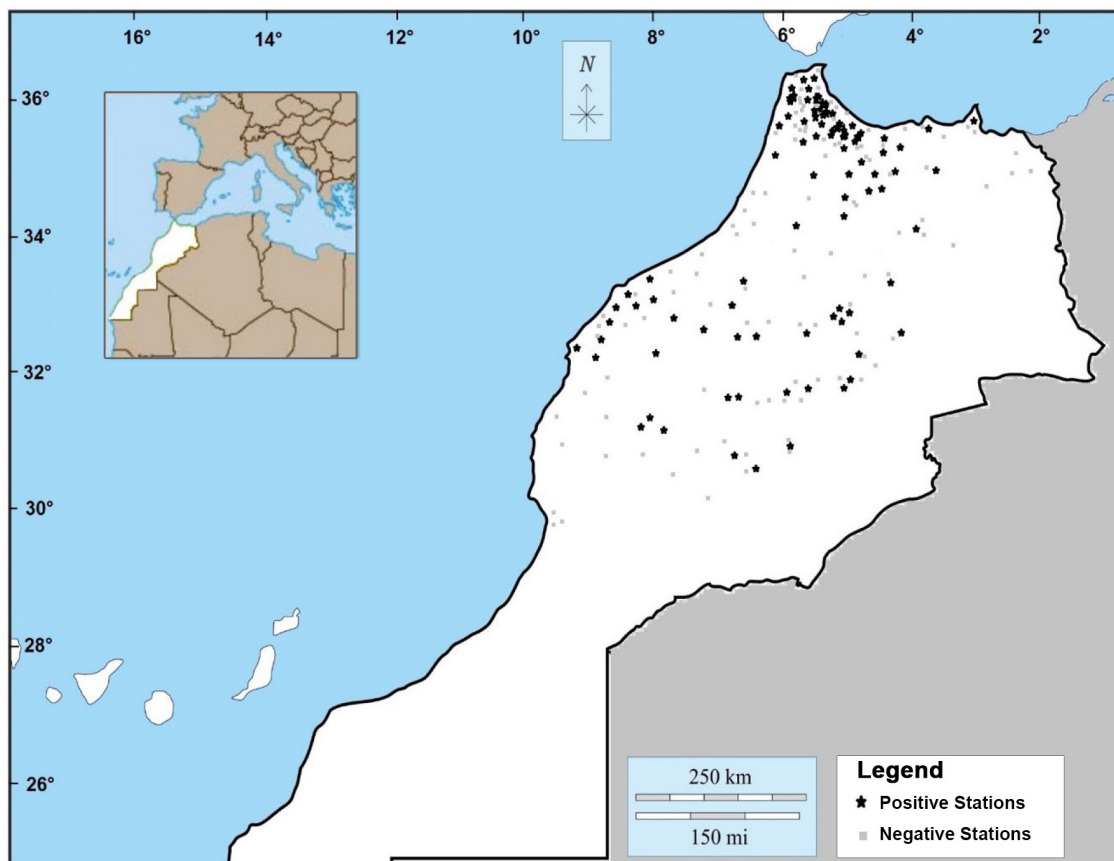 16° 14° 12° 10° 8° 6° 4° 2°
N
36°
34°
32°
30°
28°
26°
250 km
150 mi
Legend
Positive Stations
Negative Stations